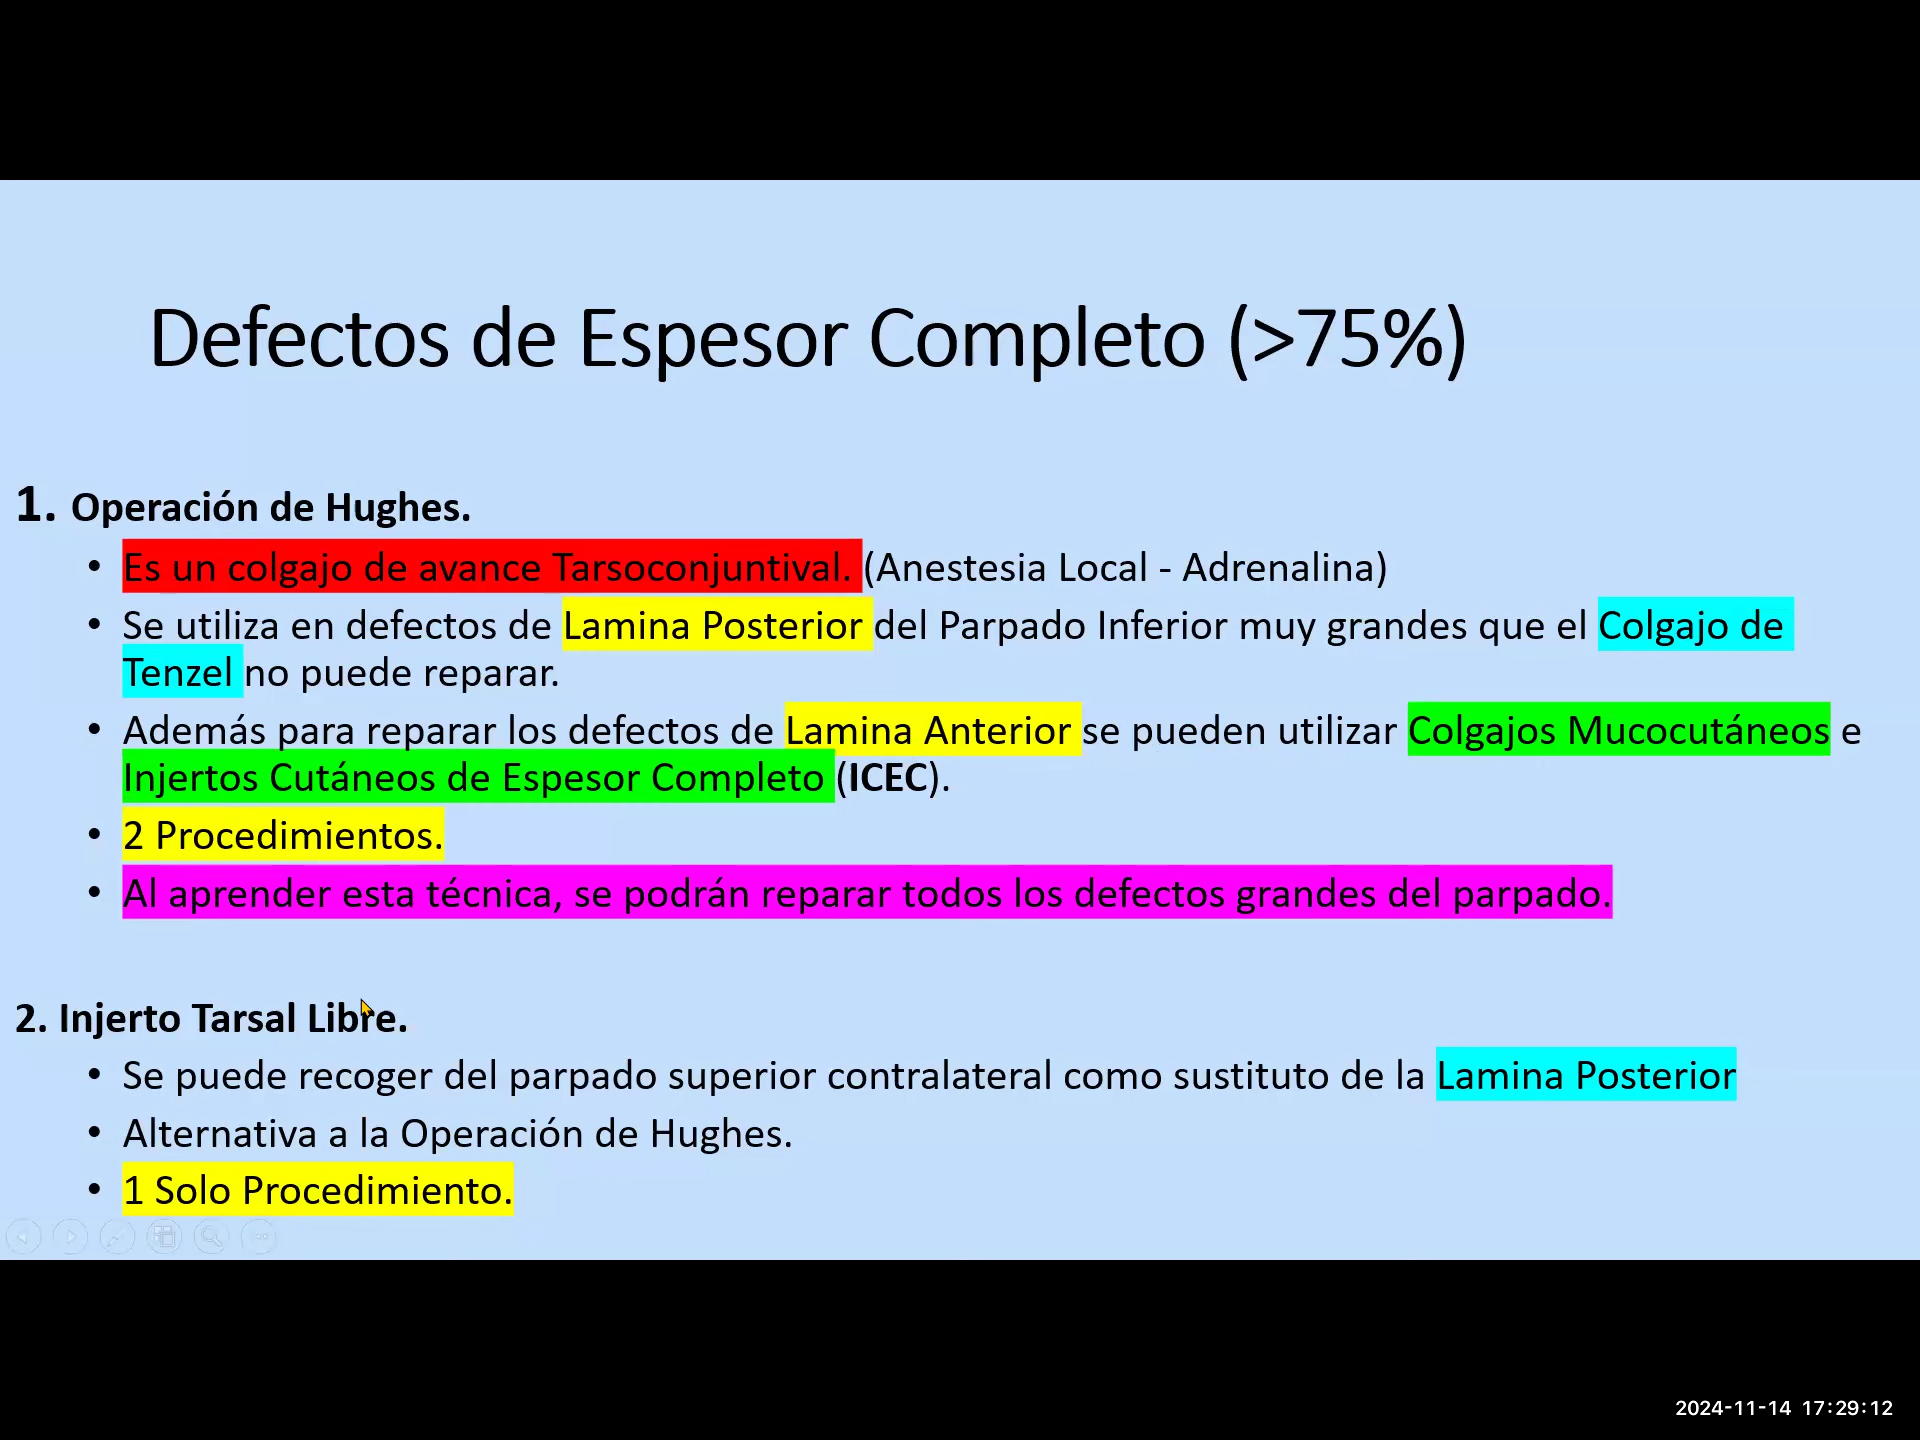 Defectos de Espesor Completo (>75%)
1. Operación de Hughes.
• Es un colgajo de avance Tarsoconjuntival. (Anestesia Local - Adrenalina)
• Se utiliza en defectos de Lamina Posterior del Parpado Inferior muy grandes que el Colgajo de
Tenzel no puede reparar.
• Además para reparar los defectos de Lamina Anterior se pueden utilizar Colgajos Mucocutáneos e
Injertos Cutáneos de Espesor Completo (ICEC).
• 2 Procedimientos.
• Al aprender esta técnica, se podrán reparar todos los defectos grandes del parpado.
2. Injerto Tarsal Libre.
• Se puede recoger del parpado superior contralateral como sustituto de la Lamina Posterior
• Alternativa a la Operación de Hughes.
• 1 Solo Procedimiento.
2024-11-14 17:29:12